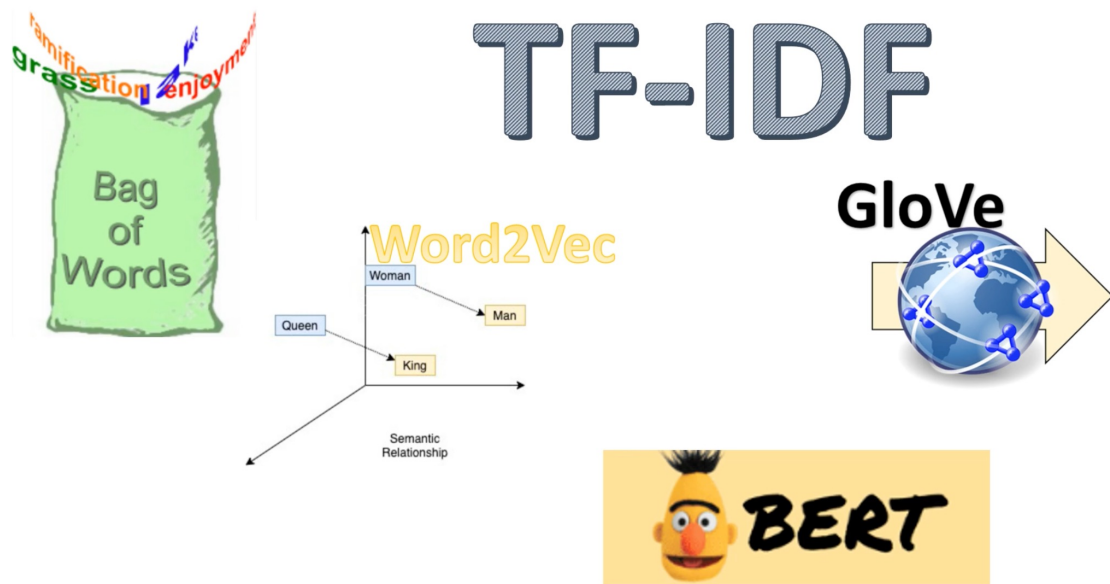 ramification
grass
enjoyment
Bag
of
Words
TF-IDF
GloVe
Word2Vec
Woman
Man
Queen
King
Semantic
Relationship
BERT